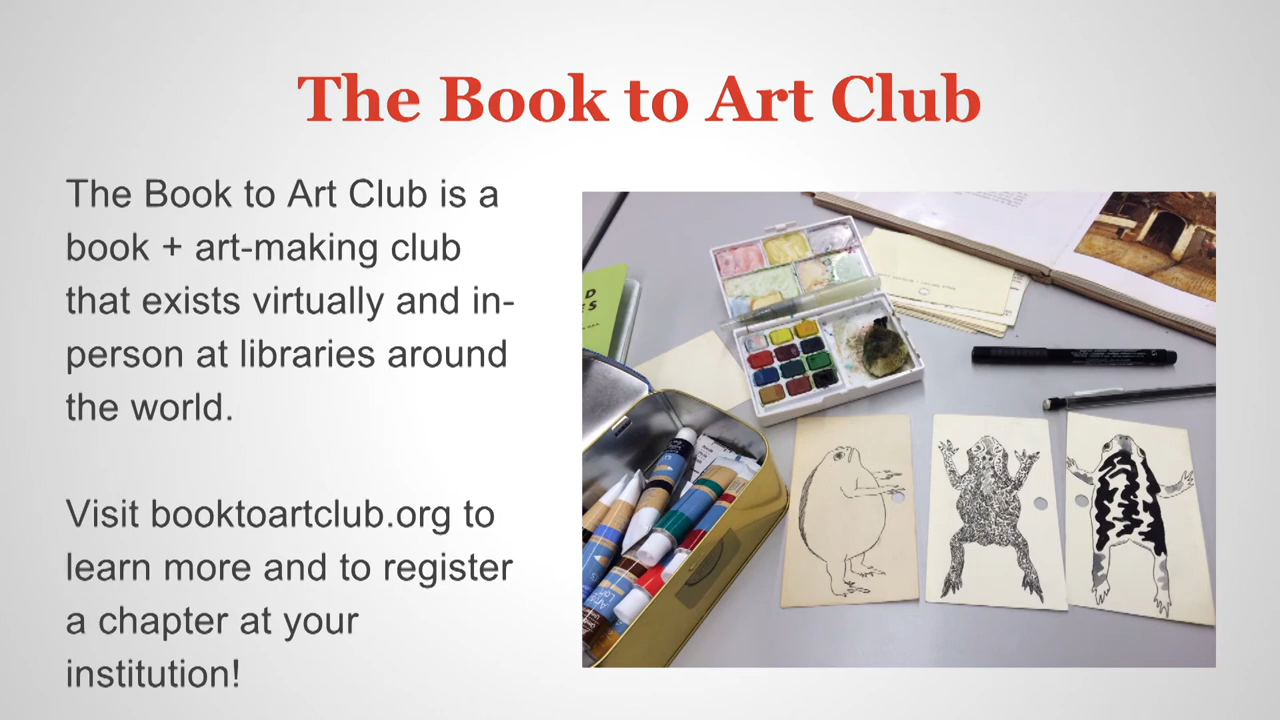 The Book to Art Club
The Book to Art Club is a
book + art-making club
that exists virtually and in-
person at libraries around
the world.
Visit booktoartclub.org to
learn more and to register
a chapter at your
institution!